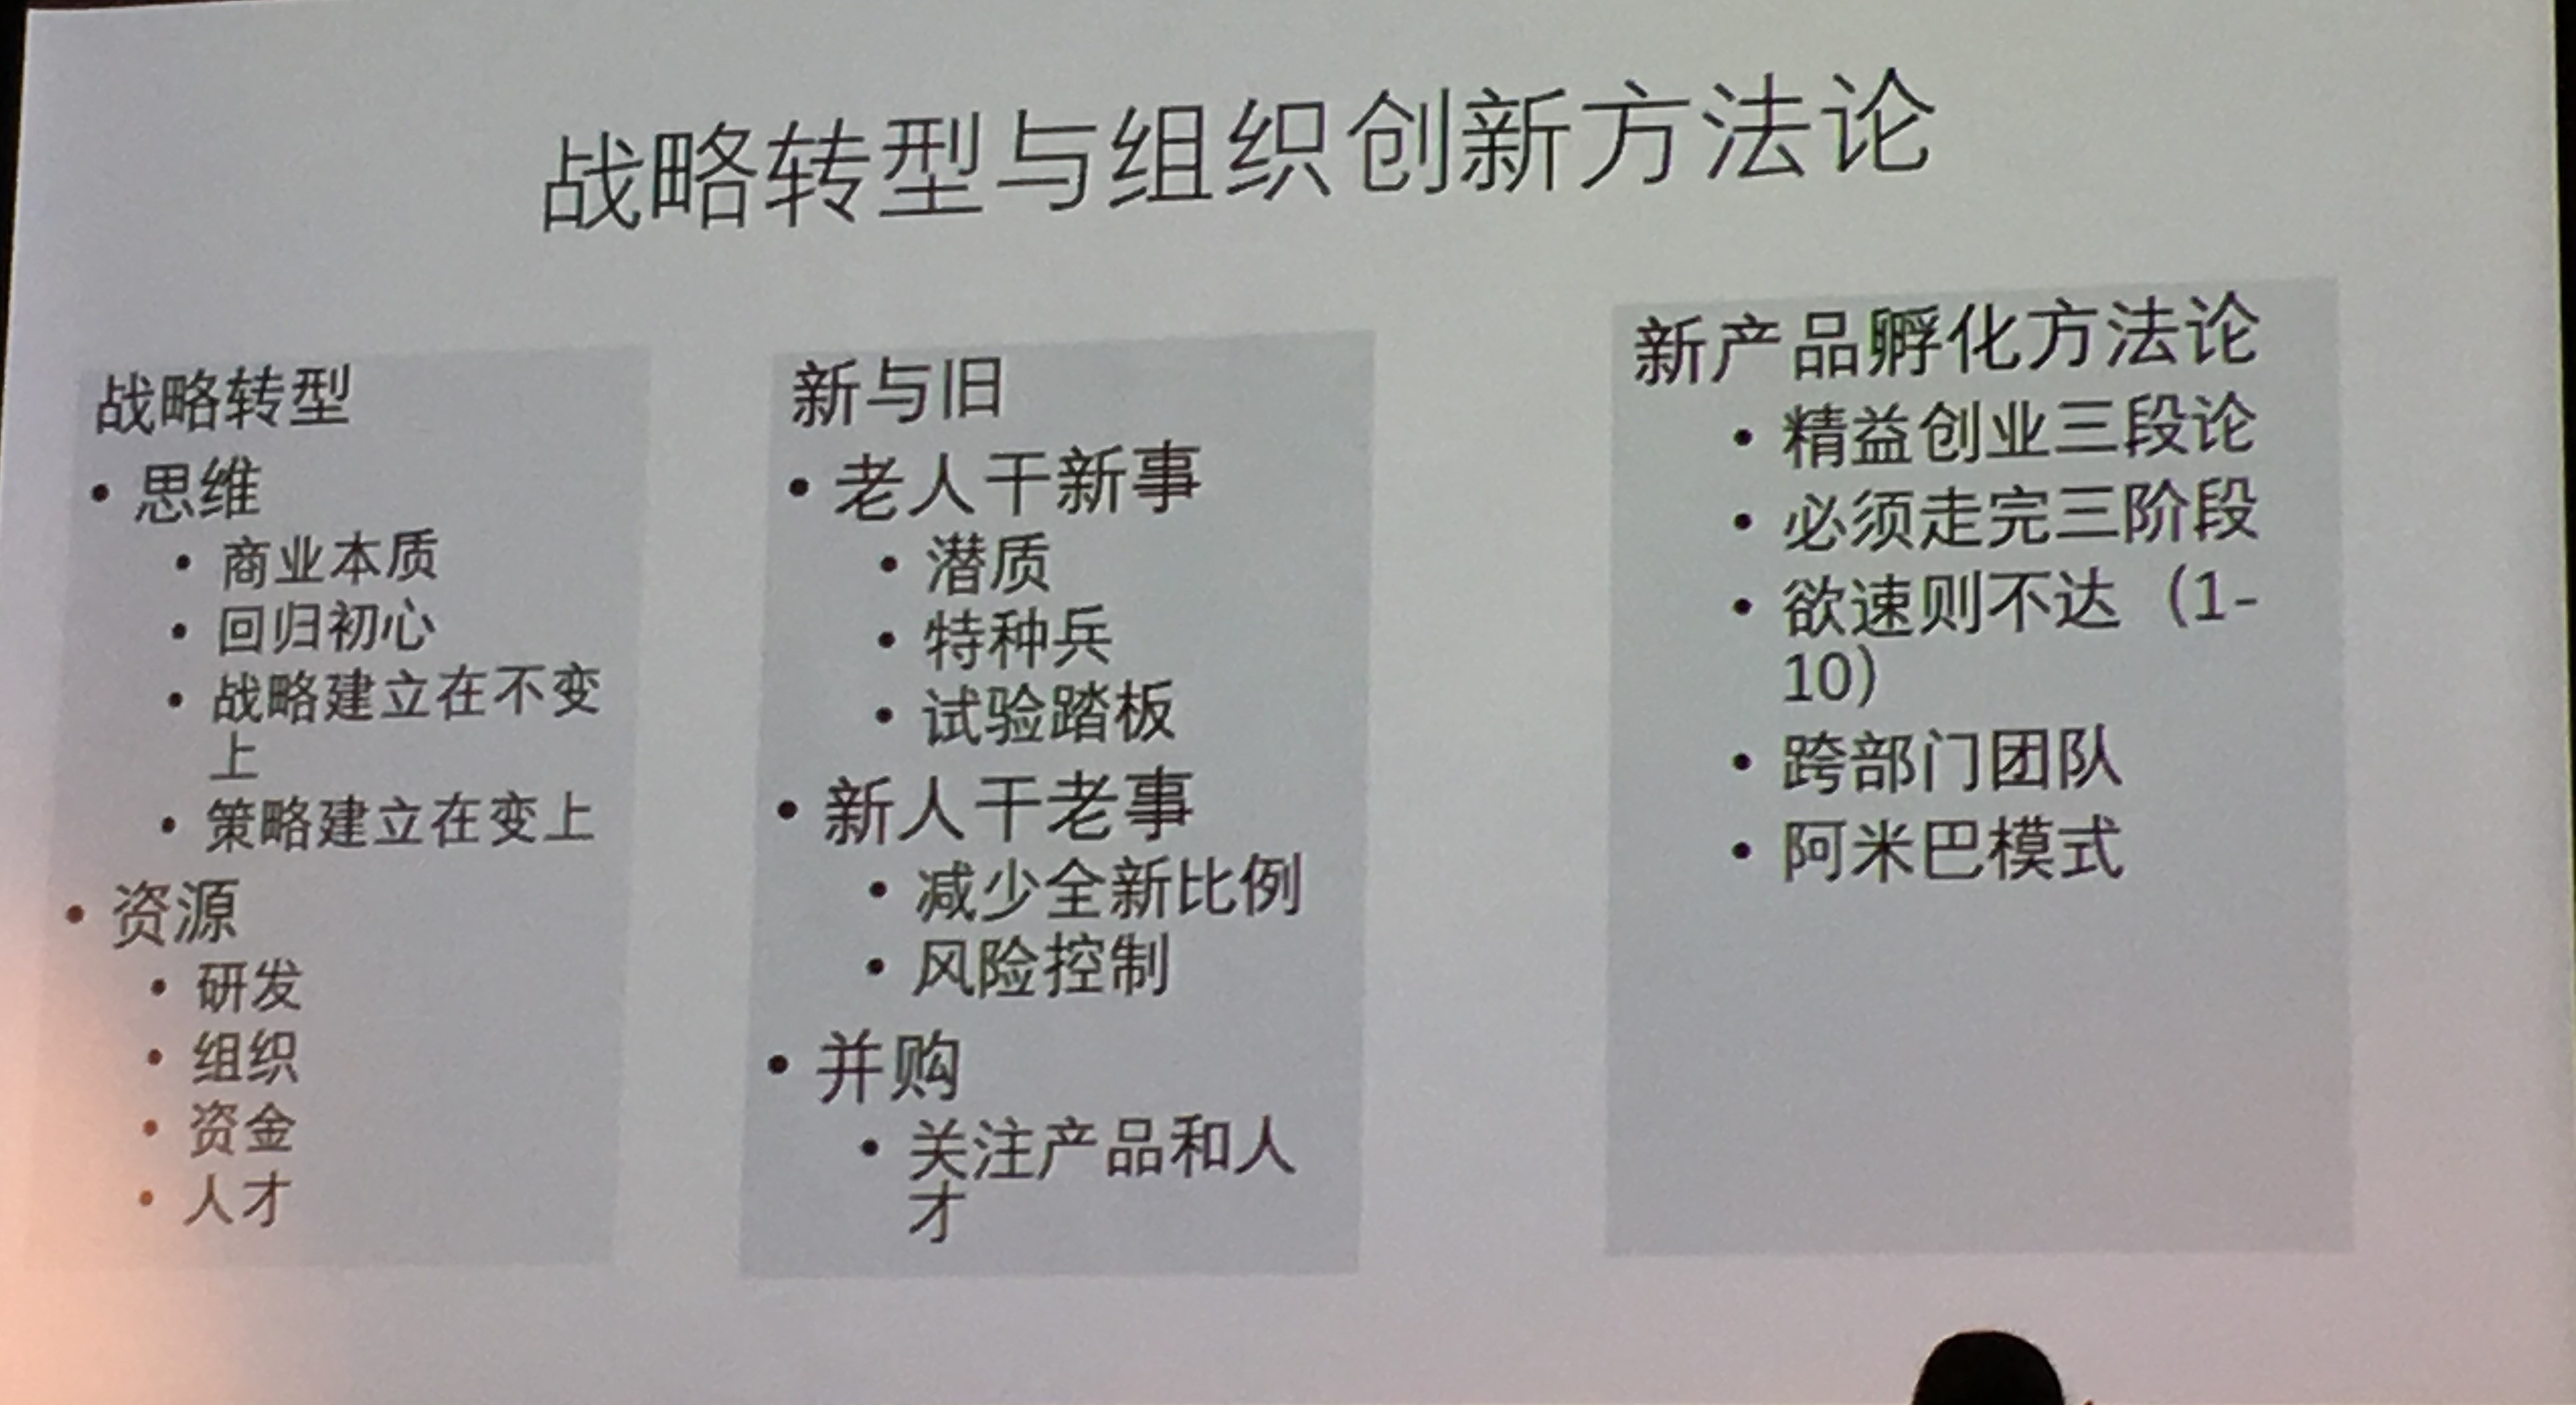 战略转型与组织创新方法论
战略转型
• 思维
• 商业本质
• 回归初心
• 战略建立在不变
上
• 策略建立在变上
• 资源
• 研发
• 组织
• 资金
• 人才
新与旧
• 老人干新事
• 潜质
• 特种兵
• 试验踏板
• 新人干老事
• 减少全新比例
• 风险控制
• 并购
• 关注产品和人
才
新产品孵化方法论
• 精益创业三段论
• 必须走完三阶段
• 欲速则不达（1-
10）
• 跨部门团队
• 阿米巴模式